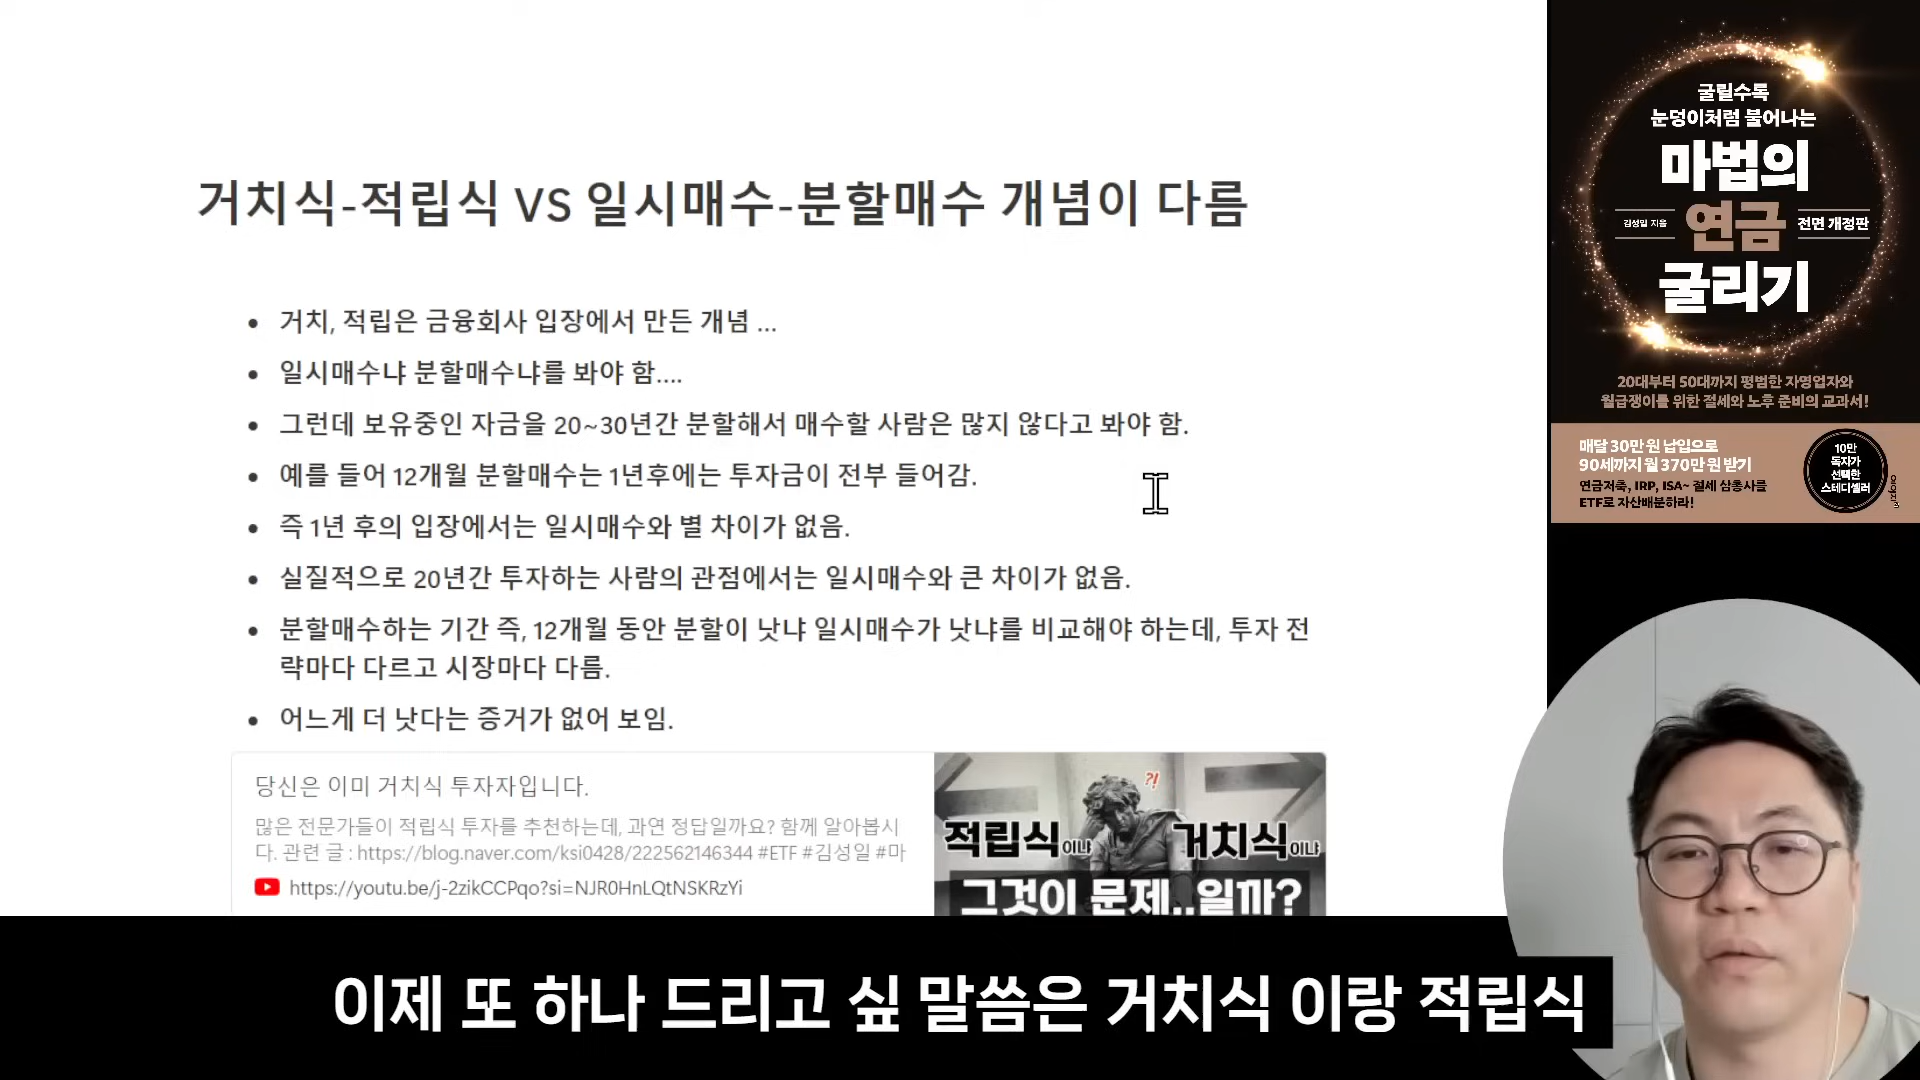 거치식-적립식 VS 일시매수-분할매수 개념이 다름
• 거치, 적립은 금융회사 입장에서 만든 개념 ...
• 일시매수냐 분할매수냐를 봐야 함....
• 그런데 보유중인 자금을 20~30년간 분할해서 매수할 사람은 많지 않다고 봐야 함.
• 예를 들어 12개월 분할매수는 1년후에는 투자금이 전부 들어감.
• 즉 1년 후의 입장에서는 일시매수와 별 차이가 없음.
• 실질적으로 20년간 투자하는 사람의 관점에서는 일시매수와 큰 차이가 없음.
• 분할매수하는 기간 즉, 12개월 동안 분할이 낫냐 일시매수가 낫냐를 비교해야 하는데, 투자 전
략마다 다르고 시장마다 다름.
• 어느게 더 낫다는 증거가 없어 보임.
당신은 이미 거치식 투자자입니다.
많은 전문가들이 적립식 투자를 추천하는데, 과연 정답일까요? 함께 알아봅시
다. 관련 글 : https://blog.naver.com/ksi0428/222562146344 #ETF #김성일 #마
https://youtu.be/j-2zikCCPqo?si=NJR0HnLQtNSKRzYi
?!
적립식이냐 거치식이냐
그것이 문제..일까?
굴릴수록
눈덩이처럼 불어나는
마법의
김성일 지음 연금 전면 개정판
굴리기
20대부터 50대까지 평범한 자영업자와
월급쟁이를 위한 절세와 노후 준비의 교과서!
매달 30만 원 납입으로
90세까지 월 370만 원 받기
연금저축, IRP, ISA~ 절세 삼총사를
ETF로 자산배분하라!
10만
독자가
선택한
스테디셀러
이제 또 하나 드리고 싶 말씀은 거치식 이랑 적립식